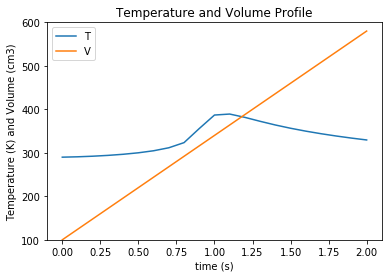 Temperature and Volume Profile
T
V
Temperature (K) and Volume (cm3)
600
500
400
300
200
100
0.00 0.25 0.50 0.75 1.00 1.25 1.50 1.75 2.00
time (s)